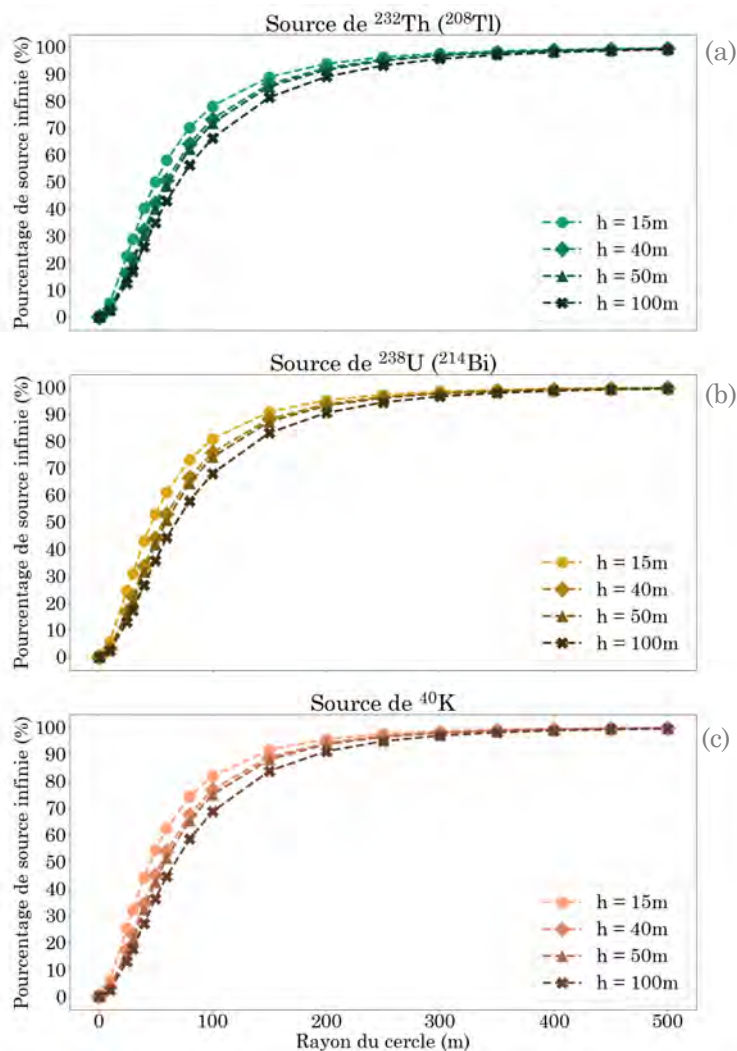 Source de ²³²Th (²⁰⁸Tl)
(a)
Pourcentage de source infinie (%)
100
90
80
70
60
50
40
30
20
10
0
h = 15m
h = 40m
h = 50m
h = 100m
Source de ²³⁸U (²¹⁴Bi)
(b)
Pourcentage de source infinie (%)
100
90
80
70
60
50
40
30
20
10
0
h = 15m
h = 40m
h = 50m
h = 100m
Source de ⁴⁰K
(c)
Pourcentage de source infinie (%)
100
90
80
70
60
50
40
30
20
10
0
h = 15m
h = 40m
h = 50m
h = 100m
0 100 200 300 400 500
Rayon du cercle (m)